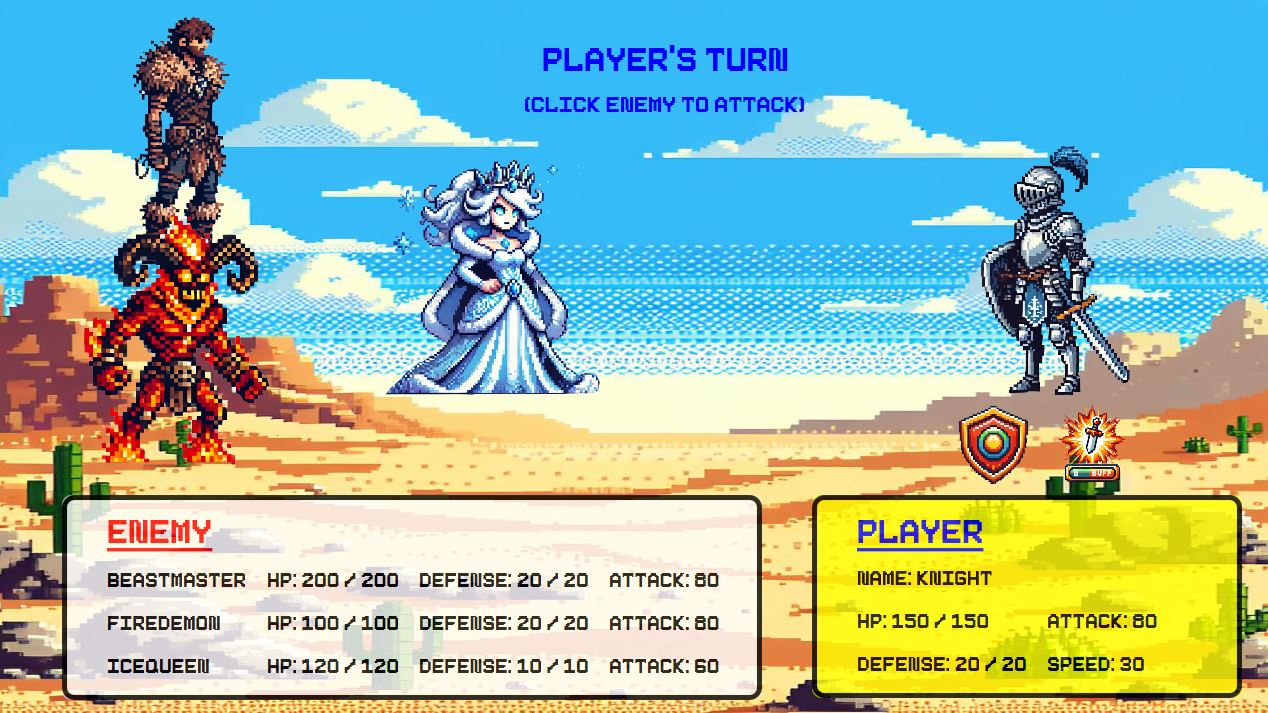 PLAYER'S TURN
(CLICK ENEMY TO ATTACK)
ENEMY
BEASTMASTER HP: 200 / 200 DEFENSE: 20 / 20 ATTACK: 80
FIREDEMON HP: 100 / 100 DEFENSE: 20 / 20 ATTACK: 80
ICEQUEEN HP: 120 / 120 DEFENSE: 10 / 10 ATTACK: 60
PLAYER
NAME: KNIGHT
HP: 150 / 150 ATTACK: 80
DEFENSE: 20 / 20 SPEED: 30